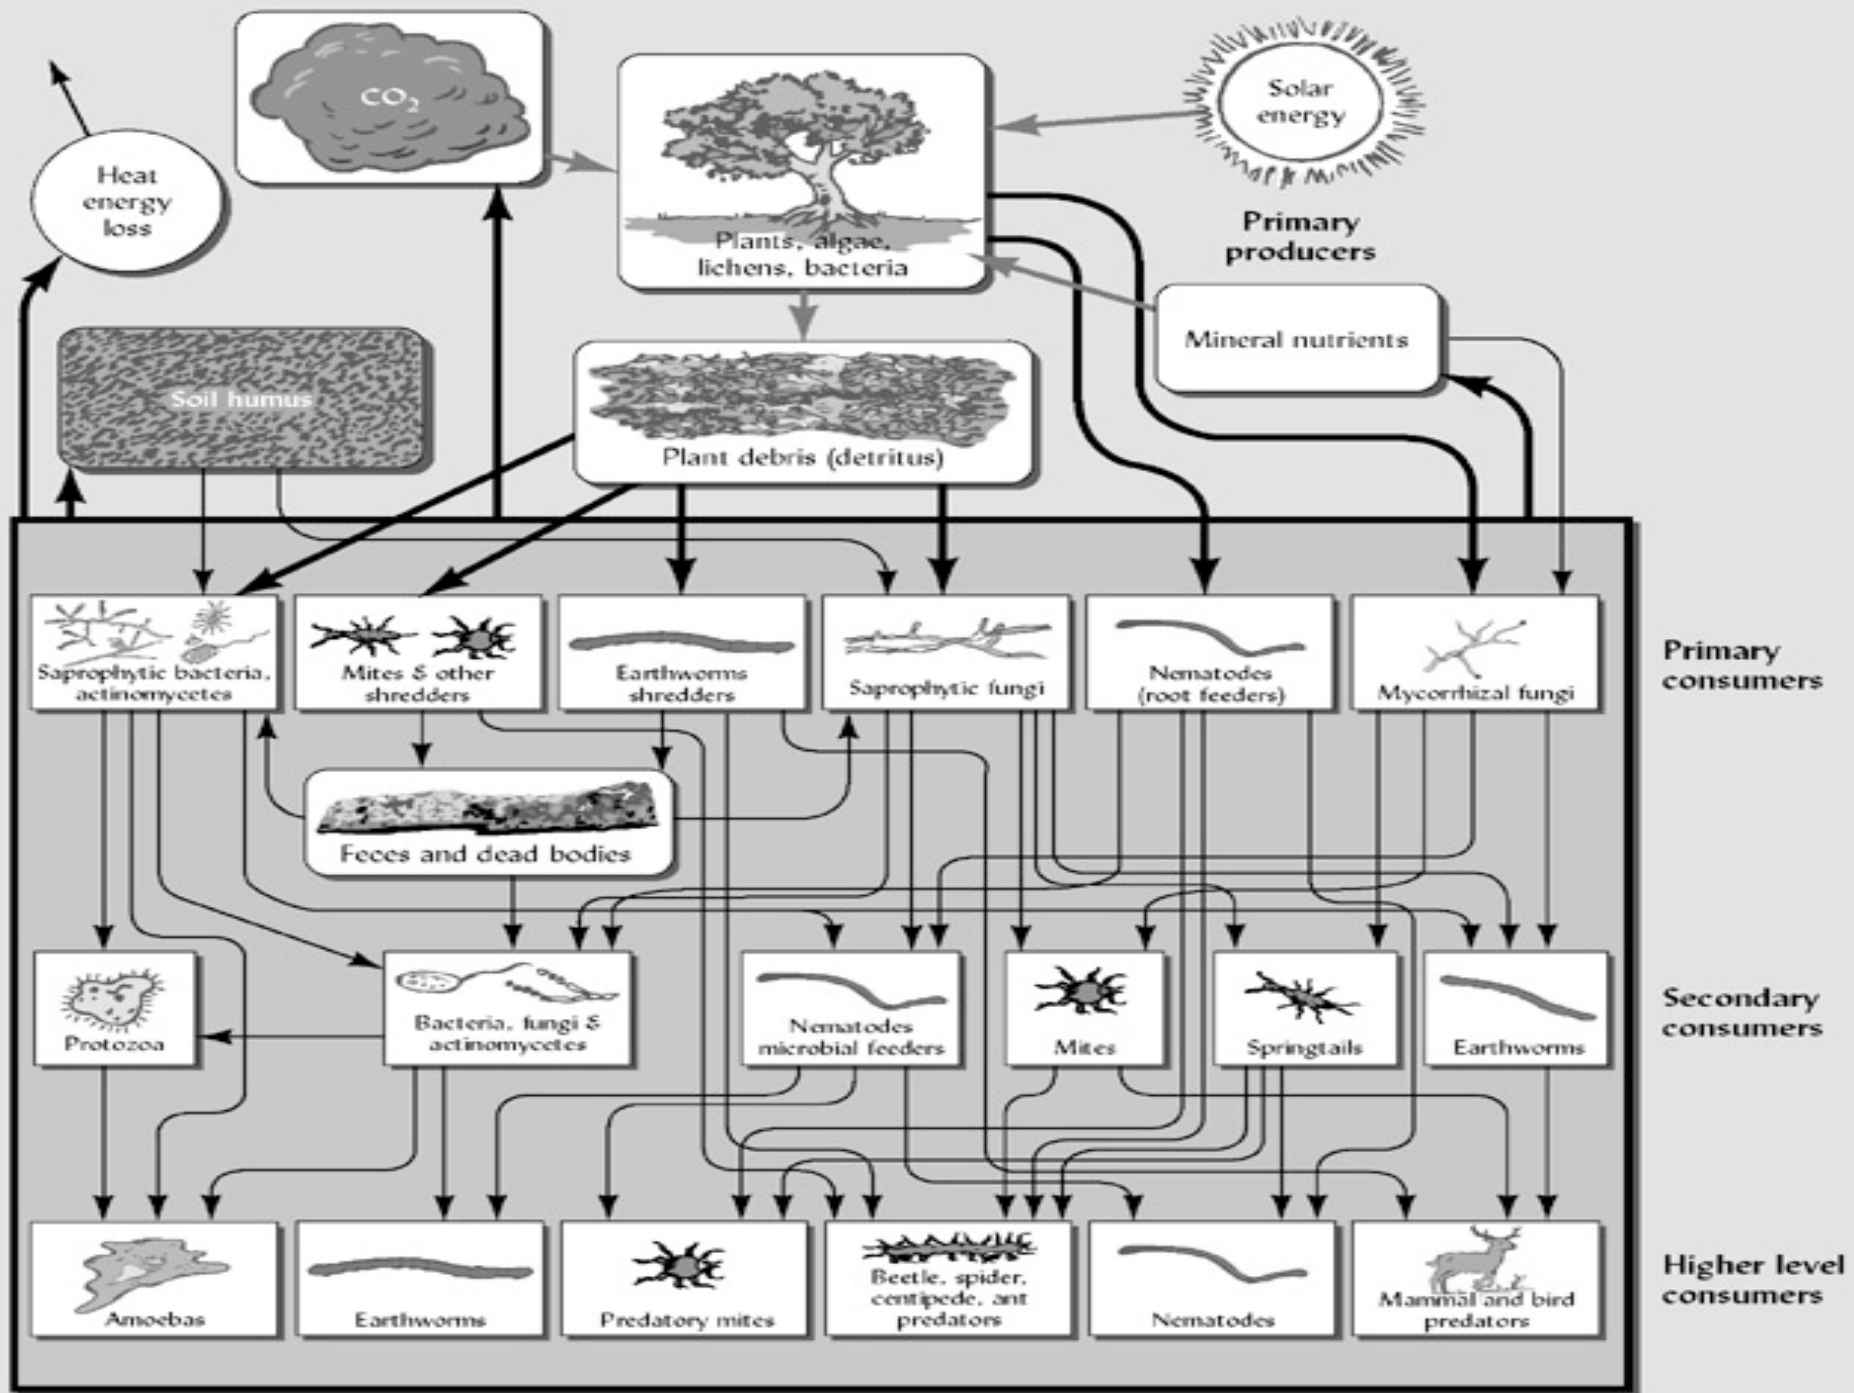 CO₂
Solar
energy
Heat
energy
loss
Primary
producers
Plants, algae,
lichens, bacteria
Mineral nutrients
Soil humus
Plant debris (detritus)
Saprophytic bacteria,
actinomycetes
Mites & other
shredders
Earthworms
shredders
Saprophytic fungi
Nematodes
(root feeders)
Mycorrhizal fungi
Primary
consumers
Feces and dead bodies
Protozoa
Bacteria, fungi &
actinomycetes
Nematodes
microbial feeders
Mites
Springtails
Earthworms
Secondary
consumers
Amoebas
Earthworms
Predatory mites
Beetle, spider,
centipede, ant
predators
Nematodes
Mammal and bird
predators
Higher level
consumers